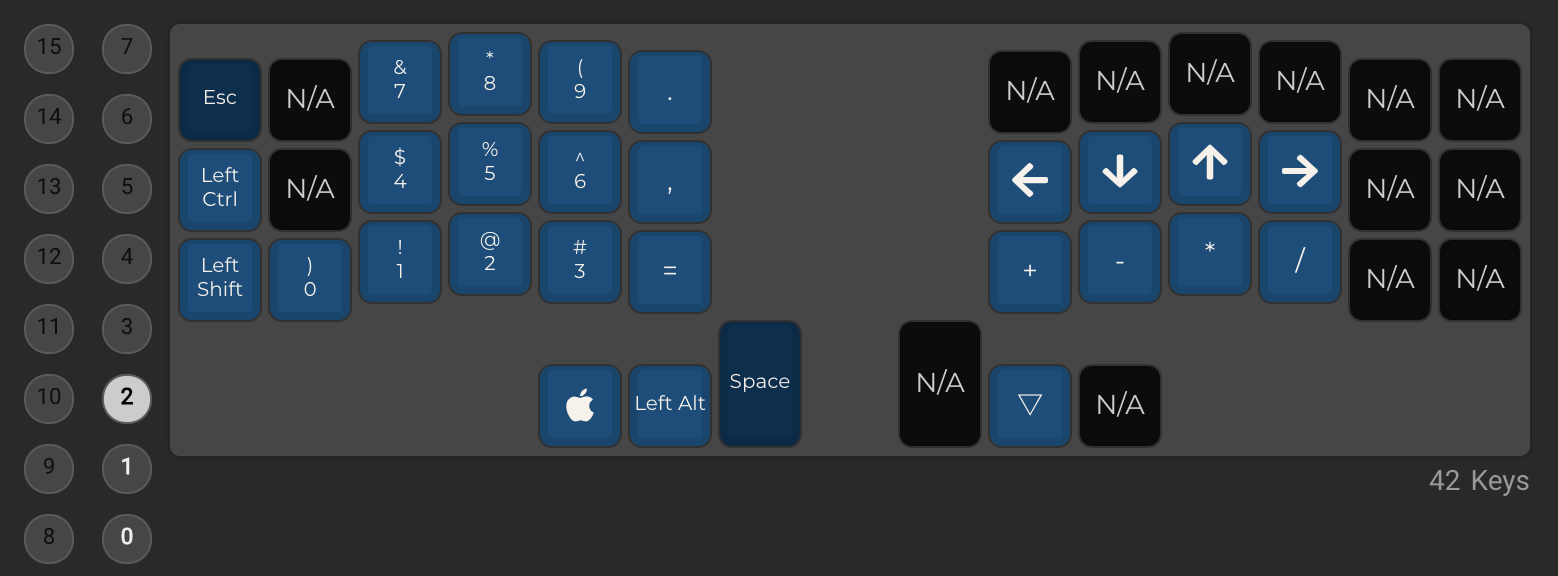 15 7
& * (
7 8 9 .
Esc N/A
N/A N/A N/A N/A N/A N/A
14 6
$ % ^
4 5 6 ,
Left
Ctrl
N/A
← ↓ ↑ → N/A N/A
13 5
12 4
! @ #
1 2 3 =
Left
Shift
)
0
+ - * / N/A N/A
11 3
10 2
Left Alt Space N/A ▽ N/A
9 1
42 Keys
8 0